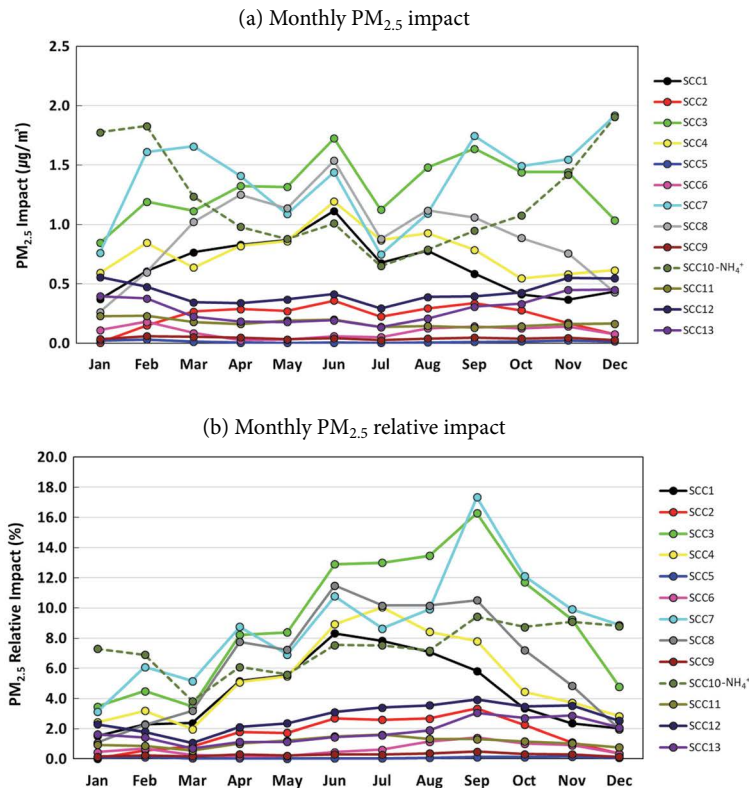 (a) Monthly PM2.5 impact
2.5
2.0
1.5
1.0
0.5
0.0
PM2.5 Impact (μg/m³)
Jan Feb Mar Apr May Jun Jul Aug Sep Oct Nov Dec
SCC1
SCC2
SCC3
SCC4
SCC5
SCC6
SCC7
SCC8
SCC9
SCC10-NH4+
SCC11
SCC12
SCC13
(b) Monthly PM2.5 relative impact
20.0
18.0
16.0
14.0
12.0
10.0
8.0
6.0
4.0
2.0
0.0
PM2.5 Relative Impact (%)
Jan Feb Mar Apr May Jun Jul Aug Sep Oct Nov Dec
SCC1
SCC2
SCC3
SCC4
SCC5
SCC6
SCC7
SCC8
SCC9
SCC10-NH4+
SCC11
SCC12
SCC13